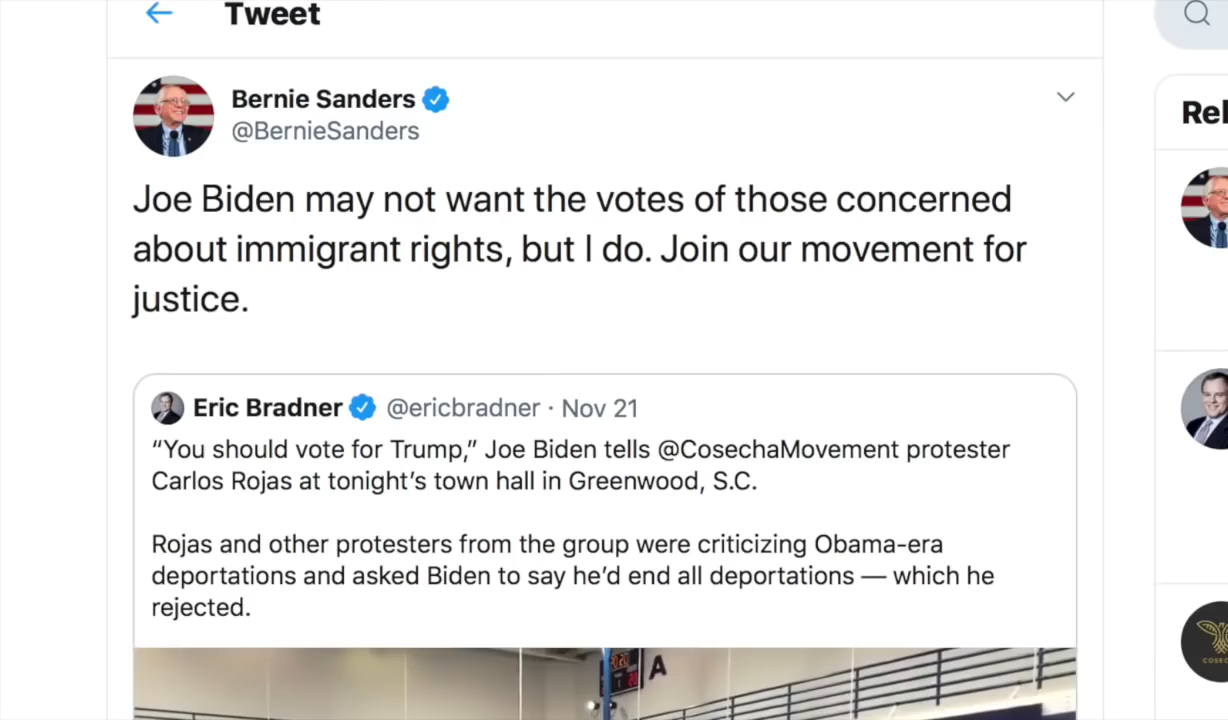 Tweet
Bernie Sanders
@BernieSanders
Joe Biden may not want the votes of those concerned
about immigrant rights, but I do. Join our movement for
justice.
Eric Bradner @ericbradner · Nov 21
“You should vote for Trump,” Joe Biden tells @CosechaMovement protester
Carlos Rojas at tonight’s town hall in Greenwood, S.C.
Rojas and other protesters from the group were criticizing Obama-era
deportations and asked Biden to say he’d end all deportations — which he
rejected.
A